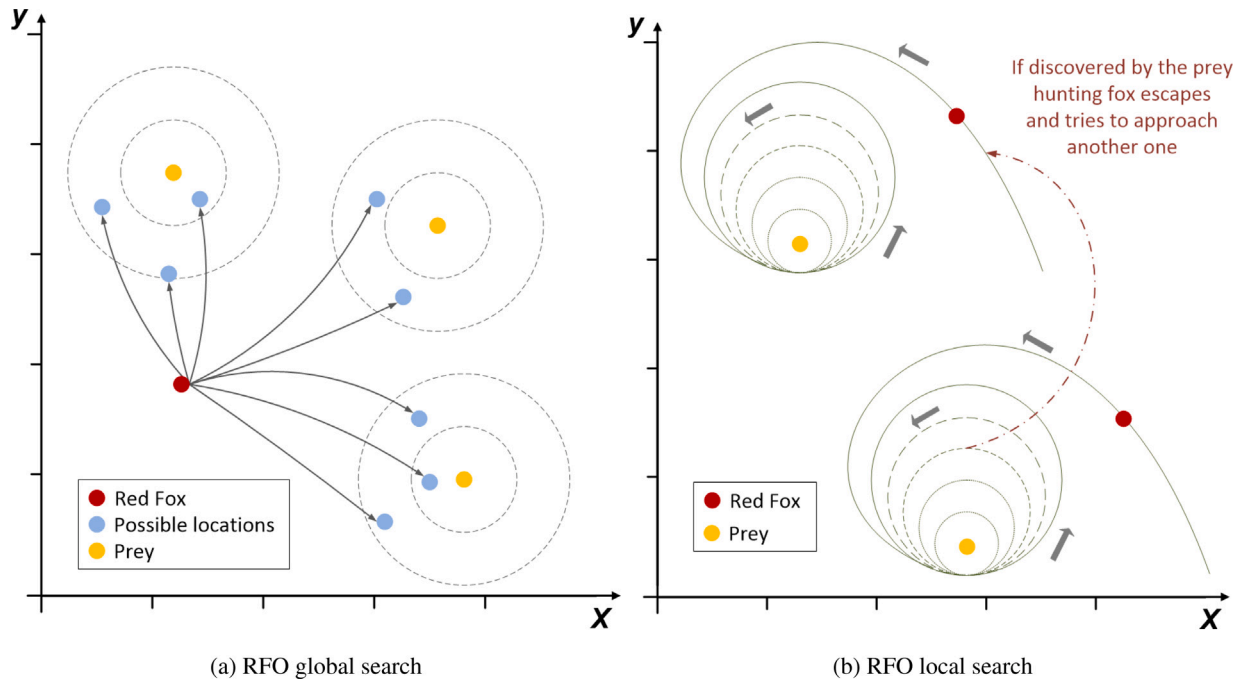 y
X
Red Fox
Possible locations
Prey
(a) RFO global search
y
If discovered by the prey
hunting fox escapes
and tries to approach
another one
Red Fox
Prey
X
(b) RFO local search